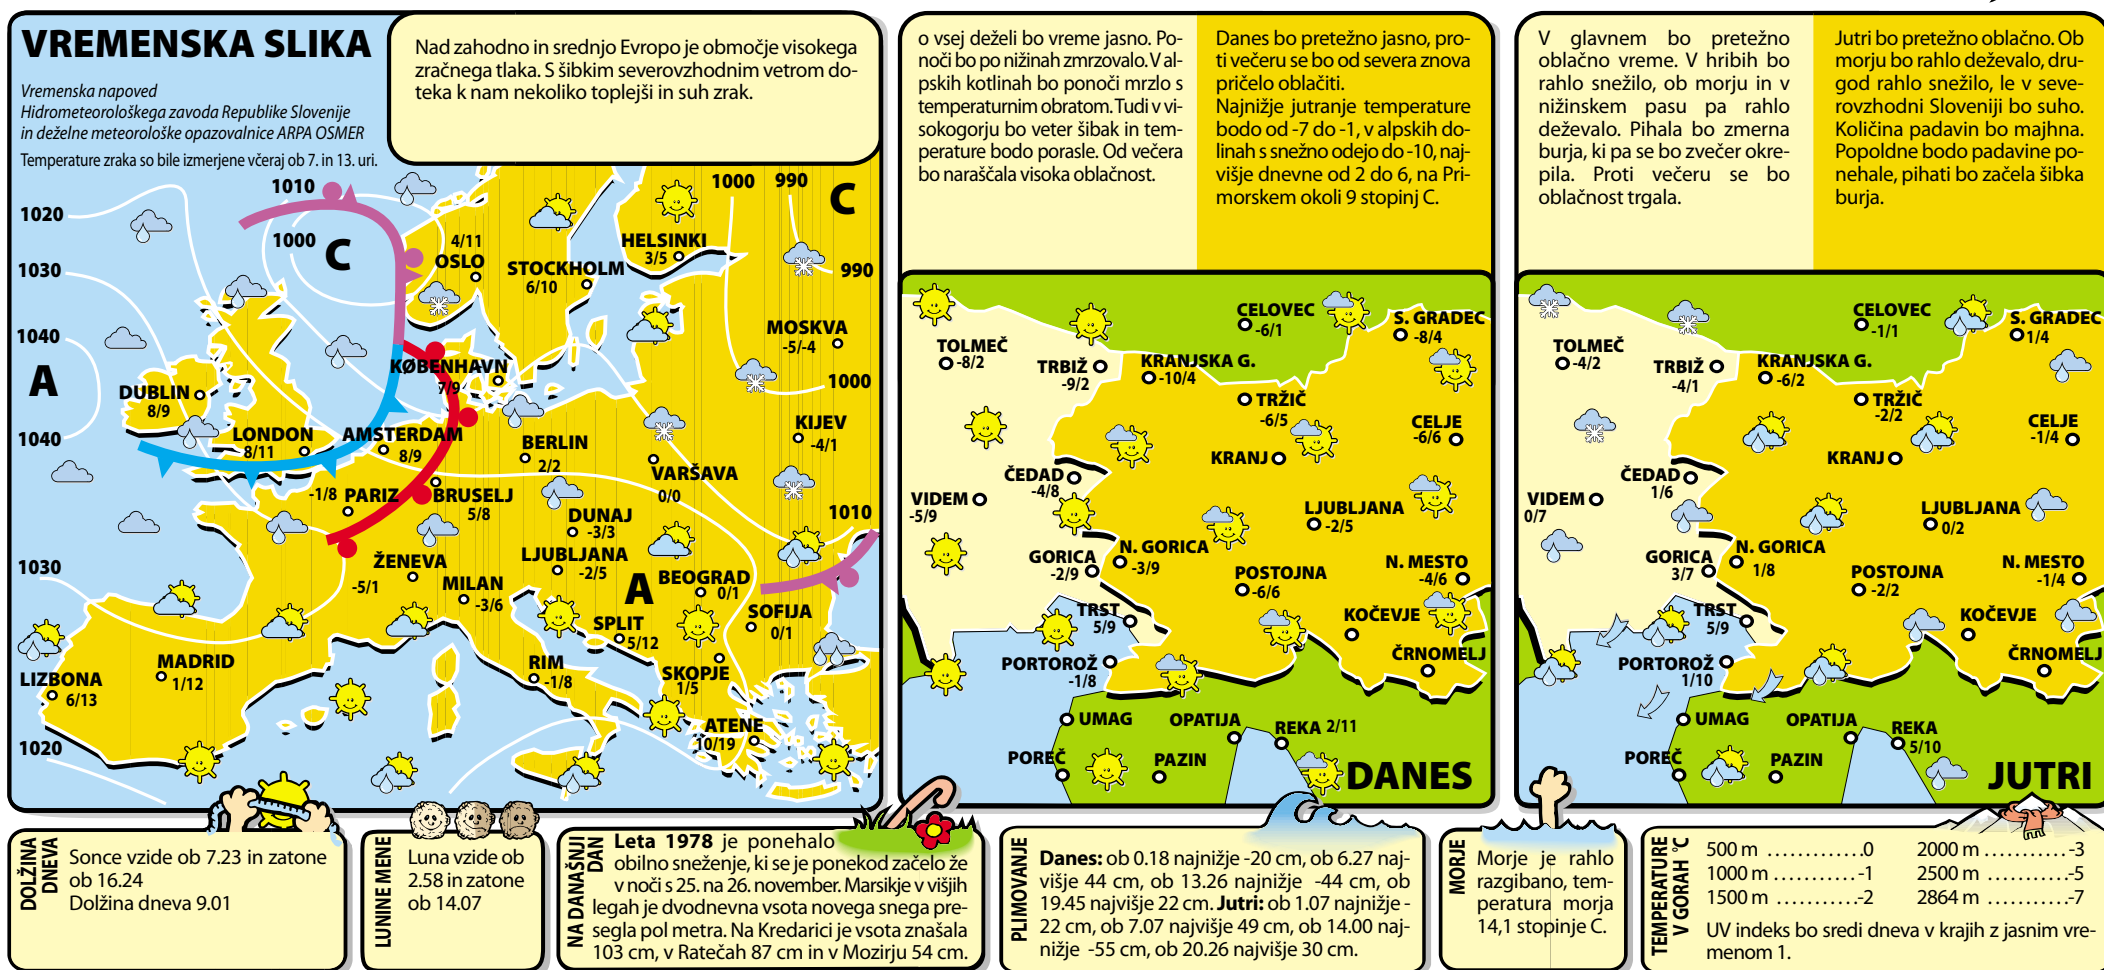 VREMENSKA SLIKA
Vremenska napoved
Hidrometeorološkega zavoda Republike Slovenije
in deželne meteorološke opazovalnice ARPA OSMER
Temperature zraka so bile izmerjene včeraj ob 7. in 13. uri.
Nad zahodno in srednjo Evropo je območje visokega
zračnega tlaka. S šibkim severovzhodnim vetrom do-
teka k nam nekoliko toplejši in suh zrak.
1010
1020
1000
C
1030
1040
A
1040
1030
1020
1000 990
C
990
1000
1010
A
4/11
OSLO
STOCKHOLM
6/10
HELSINKI
3/5
MOSKVA
-5/-4
KØBENHAVN
7/9
DUBLIN
8/9
LONDON
8/11
AMSTERDAM
8/9
BERLIN
2/2
VARŠAVA
0/0
KIJEV
-4/1
-1/8 PARIZ
BRUSELJ
5/8
DUNAJ
-3/3
ŽENEVA
-5/1
LJUBLJANA
-2/5
MILAN
-3/6
BEOGRAD
0/1
SOFIJA
0/1
SPLIT
5/12
SKOPJE
1/5
RIM
-1/8
MADRID
1/12
LIZBONA
6/13
ATENE
10/19
o vsej deželi bo vreme jasno. Po-
noči bo po nižinah zmrzovalo. V al-
pskih kotlinah bo ponoči mrzlo s
temperaturnim obratom. Tudi v vi-
sokogorju bo veter šibak in tem-
perature bodo porasle. Od večera
bo naraščala visoka oblačnost.
Danes bo pretežno jasno, pro-
ti večeru se bo od severa znova
pričelo oblačiti.
Najnižje jutranje temperature
bodo od -7 do -1, v alpskih do-
linah s snežno odejo do -10, naj-
višje dnevne od 2 do 6, na Pri-
morskem okoli 9 stopinj C.
CELOVEC
-6/1
S. GRADEC
-8/4
TOLMEČ
-8/2
TRBIŽ
-9/2
KRANJSKA G.
-10/4
TRŽIČ
-6/5
CELJE
-6/6
KRANJ
ČEDAD
-4/8
VIDEM
-5/9
LJUBLJANA
-2/5
GORICA
-2/9
N. GORICA
-3/9
POSTOJNA
-6/6
N. MESTO
-4/6
TRST
5/9
KOČEVJE
PORTOROŽ
-1/8
ČRNOMELJ
UMAG
OPATIJA
REKA 2/11
POREČ
PAZIN
DANES
V glavnem bo pretežno
oblačno vreme. V hribih bo
rahlo snežilo, ob morju in v
nižinskem pasu pa rahlo
deževalo. Pihala bo zmerna
burja, ki pa se bo zvečer okre-
pila. Proti večeru se bo
oblačnost trgala.
Jutri bo pretežno oblačno. Ob
morju bo rahlo deževalo, dru-
god rahlo snežilo, le v seve-
rovzhodni Sloveniji bo suho.
Količina padavin bo majhna.
Popoldne bodo padavine po-
nehale, pihati bo začela šibka
burja.
CELOVEC
-1/1
S. GRADEC
1/4
TOLMEČ
-4/2
TRBIŽ
-4/1
KRANJSKA G.
-6/2
TRŽIČ
-2/2
CELJE
-1/4
KRANJ
ČEDAD
1/6
VIDEM
0/7
LJUBLJANA
0/2
GORICA
3/7
N. GORICA
1/8
POSTOJNA
-2/2
N. MESTO
-1/4
TRST
5/9
KOČEVJE
PORTOROŽ
1/10
ČRNOMELJ
UMAG
OPATIJA
REKA
5/10
POREČ
PAZIN
JUTRI
DOLŽINA
DNEVA
Sonce vzide ob 7.23 in zatone
ob 16.24
Dolžina dneva 9.01
LUNINE MENE
Luna vzide ob
2.58 in zatone
ob 14.07
NA DANAŠNJI
DAN
Leta 1978 je ponehalo
obilno sneženje, ki se je ponekod začelo že
v noči s 25. na 26. november. Marsikje v višjih
legah je dvodnevna vsota novega snega pre-
segla pol metra. Na Kredarici je vsota znašala
103 cm, v Ratečah 87 cm in v Mozirju 54 cm.
PLIMOVANJE
Danes: ob 0.18 najnižje -20 cm, ob 6.27 naj-
višje 44 cm, ob 13.26 najnižje -44 cm, ob
19.45 najvišje 22 cm. Jutri: ob 1.07 najnižje -
22 cm, ob 7.07 najvišje 49 cm, ob 14.00 naj-
nižje -55 cm, ob 20.26 najvišje 30 cm.
MORJE
Morje je rahlo
razgibano, tem-
peratura morja
14,1 stopinje C.
TEMPERATURE
V GORAH °C
500 m .............0
1000 m ..........-1
1500 m ..........-2
2000 m ...........-3
2500 m ...........-5
2864 m ...........-7
UV indeks bo sredi dneva v krajih z jasnim vre-
menom 1.